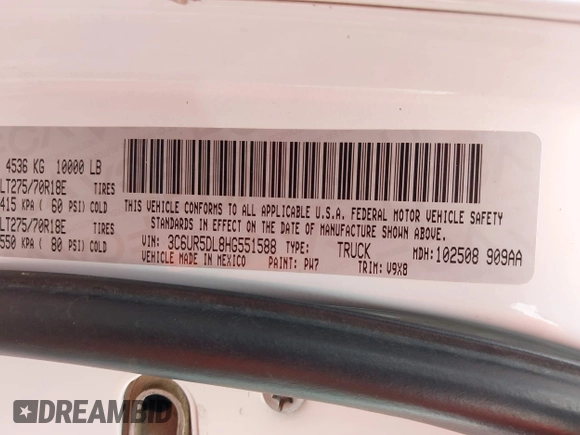 4536 KG 10000 LB
LT275/70R18E TIRES
415 KPA ( 60 PSI) COLD
LT275/70R18E TIRES
550 KPA ( 80 PSI) COLD
THIS VEHICLE CONFORMS TO ALL APPLICABLE U.S.A. FEDERAL MOTOR VEHICLE SAFETY
STANDARDS IN EFFECT ON THE DATE OF MANUFACTURE SHOWN ABOVE.
VIN: 3C6UR5DL8HG551588 TYPE: TRUCK MDH: 102508 909AA
VEHICLE MADE IN MEXICO PAINT: PW7 TRIM: V9X8
DREAMBID